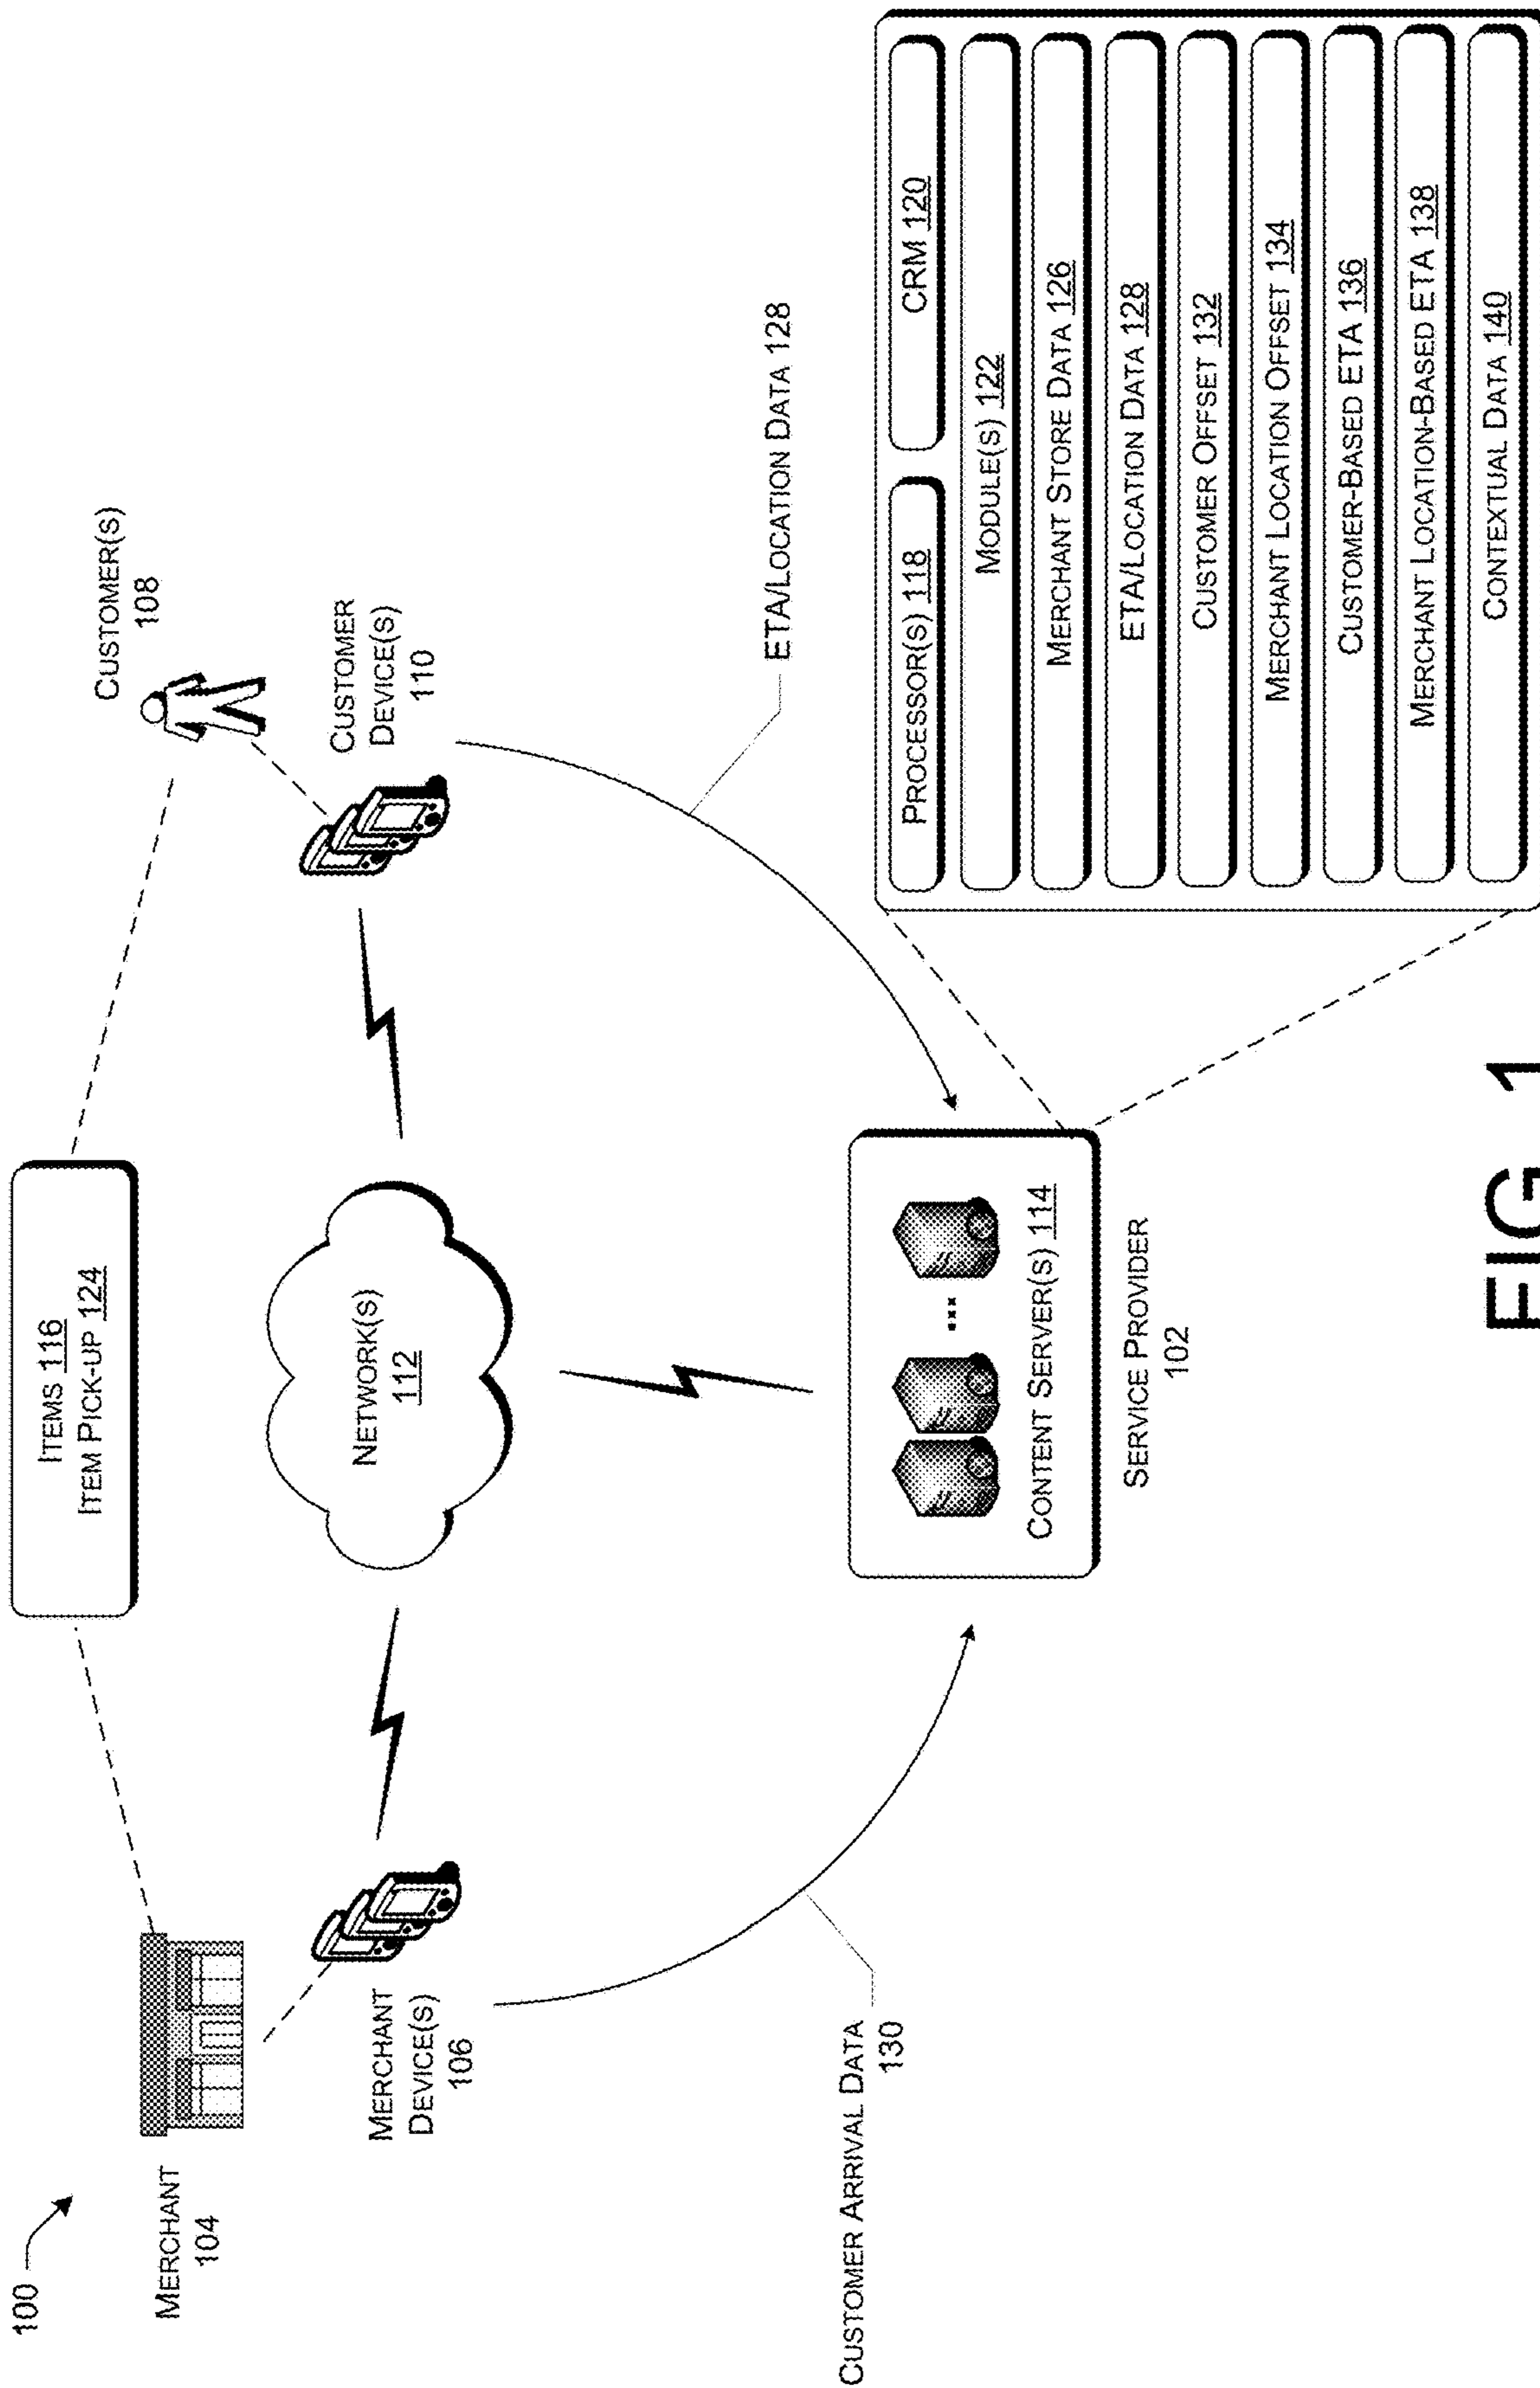 100
MERCHANT
104
ITEMS 116
ITEM PICK-UP 124
CUSTOMER(S)
108
MERCHANT
DEVICE(S)
106
NETWORK(S)
112
CUSTOMER
DEVICE(S)
110
CUSTOMER ARRIVAL DATA
130
ETA/LOCATION DATA 128
CONTENT SERVER(S) 114
SERVICE PROVIDER
102
PROCESSOR(S) 118
CRM 120
MODULE(S) 122
MERCHANT STORE DATA 126
ETA/LOCATION DATA 128
CUSTOMER OFFSET 132
MERCHANT LOCATION OFFSET 134
CUSTOMER-BASED ETA 136
MERCHANT LOCATION-BASED ETA 138
CONTEXTUAL DATA 140
FIG. 1